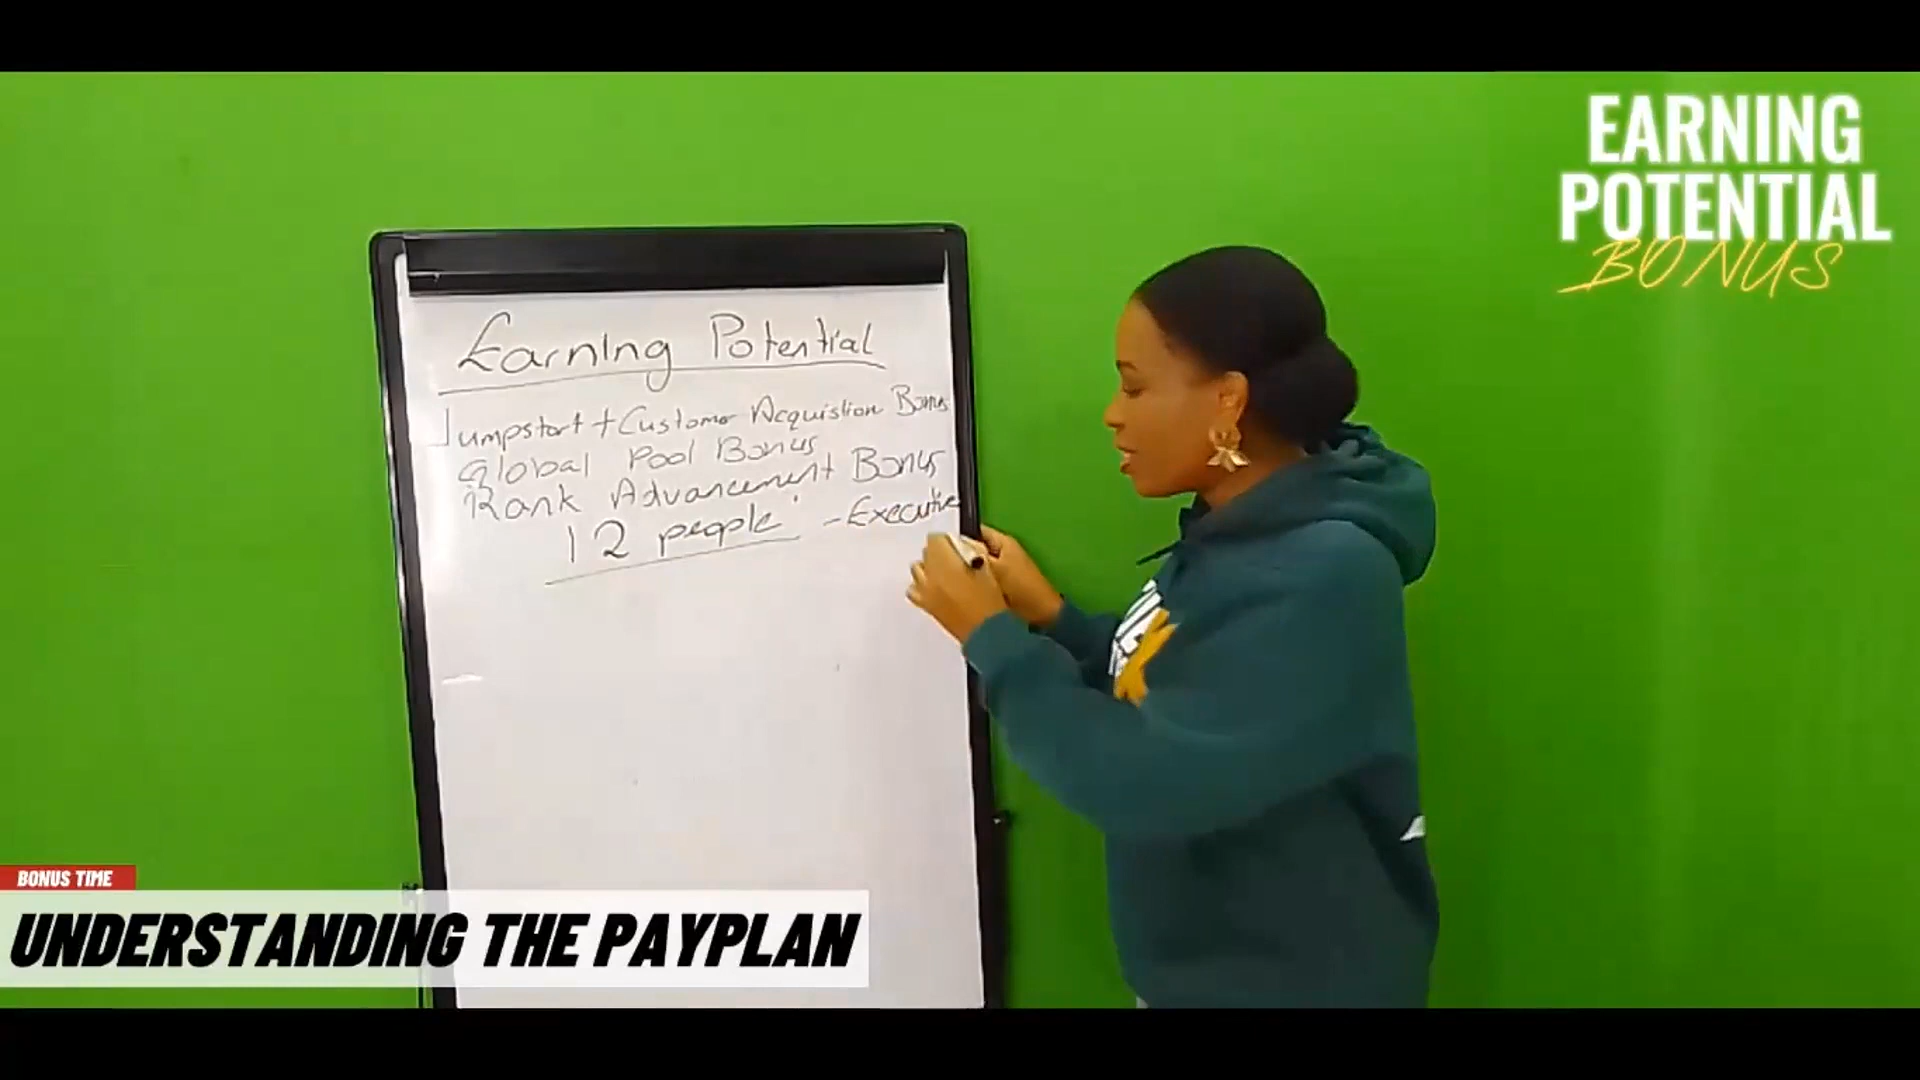 EARNING
POTENTIAL
BONUS
Earning Potential
Jumpstart + Customer Acquistion Bonus
Global Pool Bonus
Rank Advancement Bonus
12 people - Executive
BONUS TIME
UNDERSTANDING THE PAYPLAN